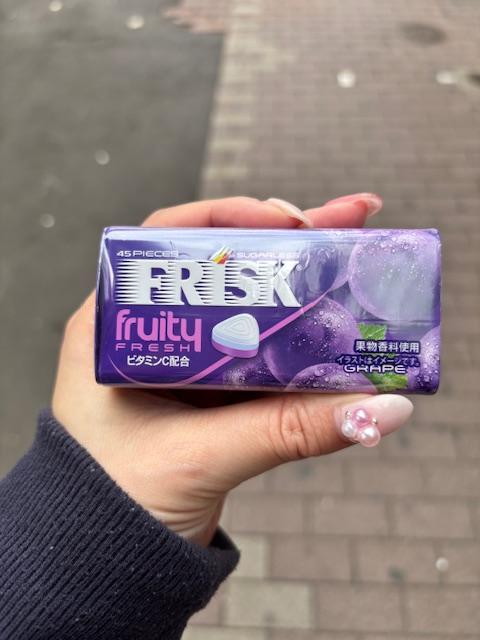 45 PIECES SUGARLESS
FRISK
fruity
FRESH
ビタミンC配合
果物香料使用
イラストはイメージです。
GRAPE